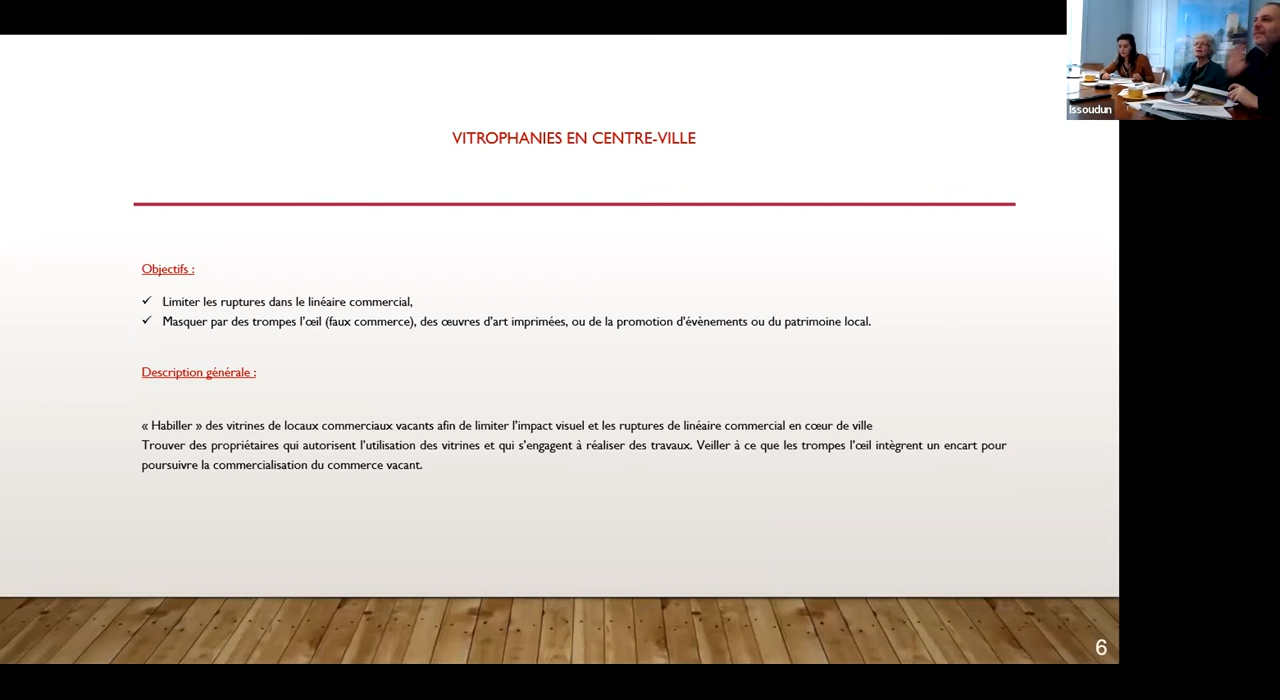 Issoudun
VITROPHANIES EN CENTRE-VILLE
Objectifs :
✓ Limiter les ruptures dans le linéaire commercial,
✓ Masquer par des trompes l’œil (faux commerce), des œuvres d’art imprimées, ou de la promotion d’évènements ou du patrimoine local.
Description générale :
« Habiller » des vitrines de locaux commerciaux vacants afin de limiter l’impact visuel et les ruptures de linéaire commercial en cœur de ville
Trouver des propriétaires qui autorisent l’utilisation des vitrines et qui s’engagent à réaliser des travaux. Veiller à ce que les trompes l’œil intègrent un encart pour
poursuivre la commercialisation du commerce vacant.
6